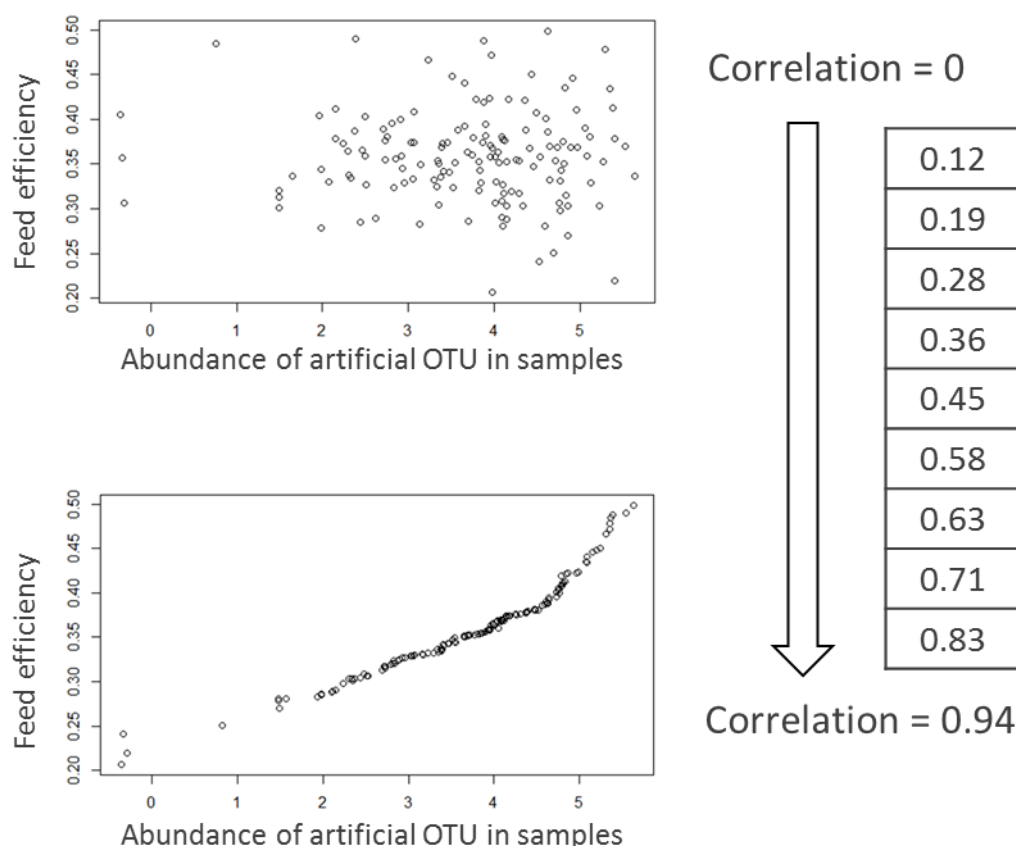 Feed efficiency
0.50
0.45
0.40
0.35
0.30
0.25
0.20
0 1 2 3 4 5
Abundance of artificial OTU in samples
Correlation = 0
0.12
0.19
0.28
0.36
0.45
0.58
0.63
0.71
0.83
Correlation = 0.94
Feed efficiency
0.50
0.45
0.40
0.35
0.30
0.25
0.20
0 1 2 3 4 5
Abundance of artificial OTU in samples